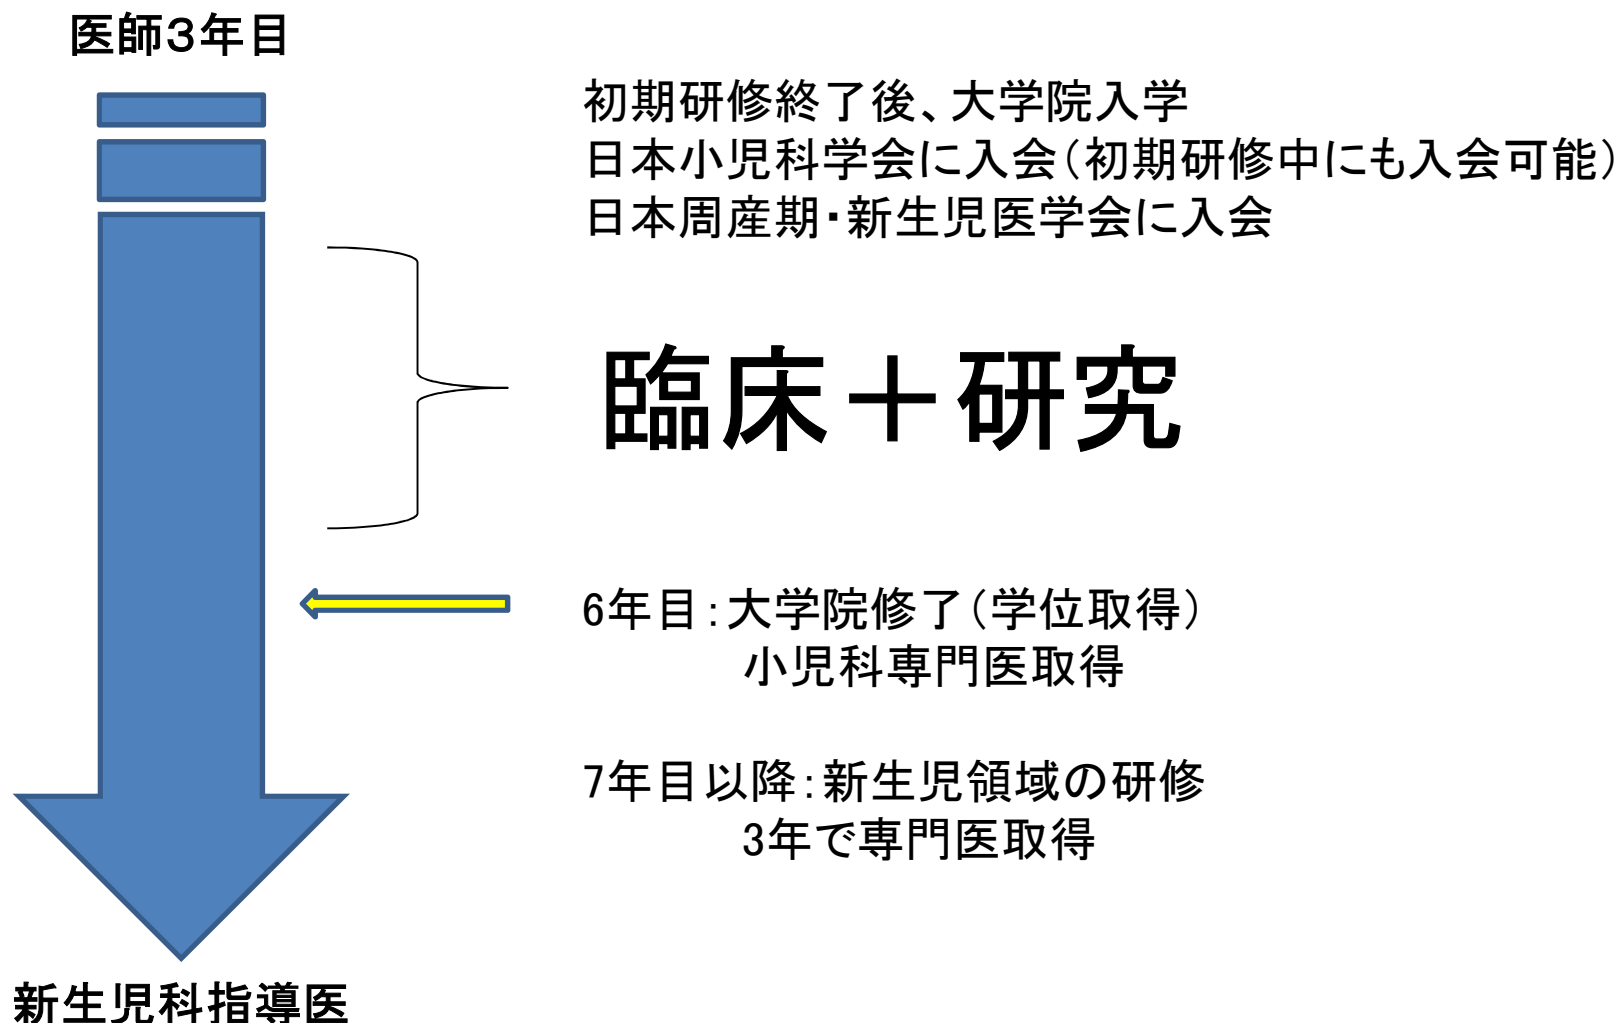 医師３年目
初期研修終了後、大学院入学
日本小児科学会に入会（初期研修中にも入会可能）
日本周産期・新生児医学会に入会
臨床＋研究
6年目：大学院修了（学位取得）
小児科専門医取得
7年目以降：新生児領域の研修
3年で専門医取得
新生児科指導医